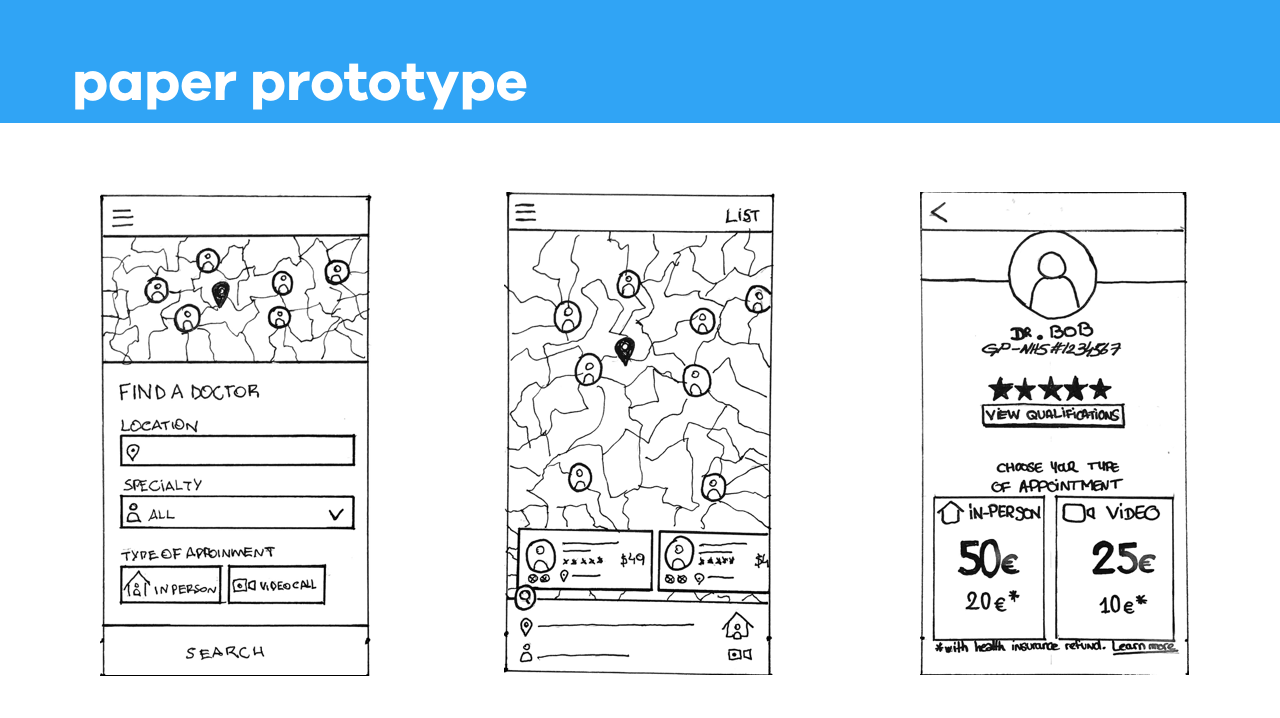 paper prototype
FIND A DOCTOR
LOCATION
SPECIALTY
ALL
TYPE OF APPOINMENT
IN PERSON
VIDEO CALL
SEARCH
LIST
$49
$4
DR. BOB
GP-NHS#1234567
VIEW QUALIFICATIONS
CHOOSE YOUR TYPE
OF APPOINTMENT
IN-PERSON
50€
20€*
VIDEO
25€
10€*
*with health insurance refund. Learn more